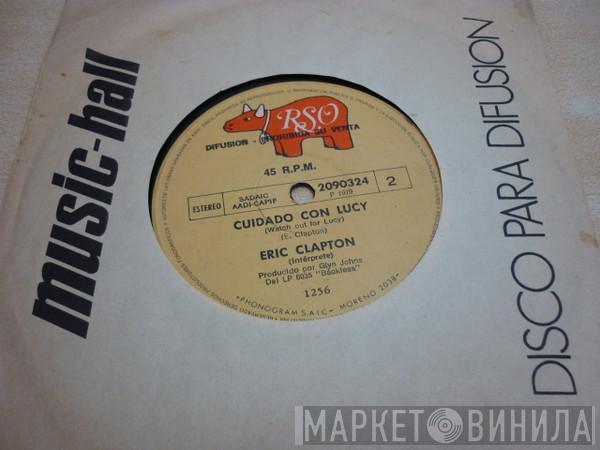 music-hall
DISCO PARA DIFUSION
RSO
DIFUSION - PROHIBIDA SU VENTA
45 R.P.M.
ESTEREO
SADAIC
AADI-CAPIF
2090324
P 1979
2
CUIDADO CON LUCY
(Watch out for Lucy)
(E. Clapton)
ERIC CLAPTON
(Intérprete)
Producido por Glyn Johns
Del LP 6035 "Backless"
1256
"PHONOGRAM S.A.I.C." MORENO 2038"
МАРКЕТ ВИНИЛА